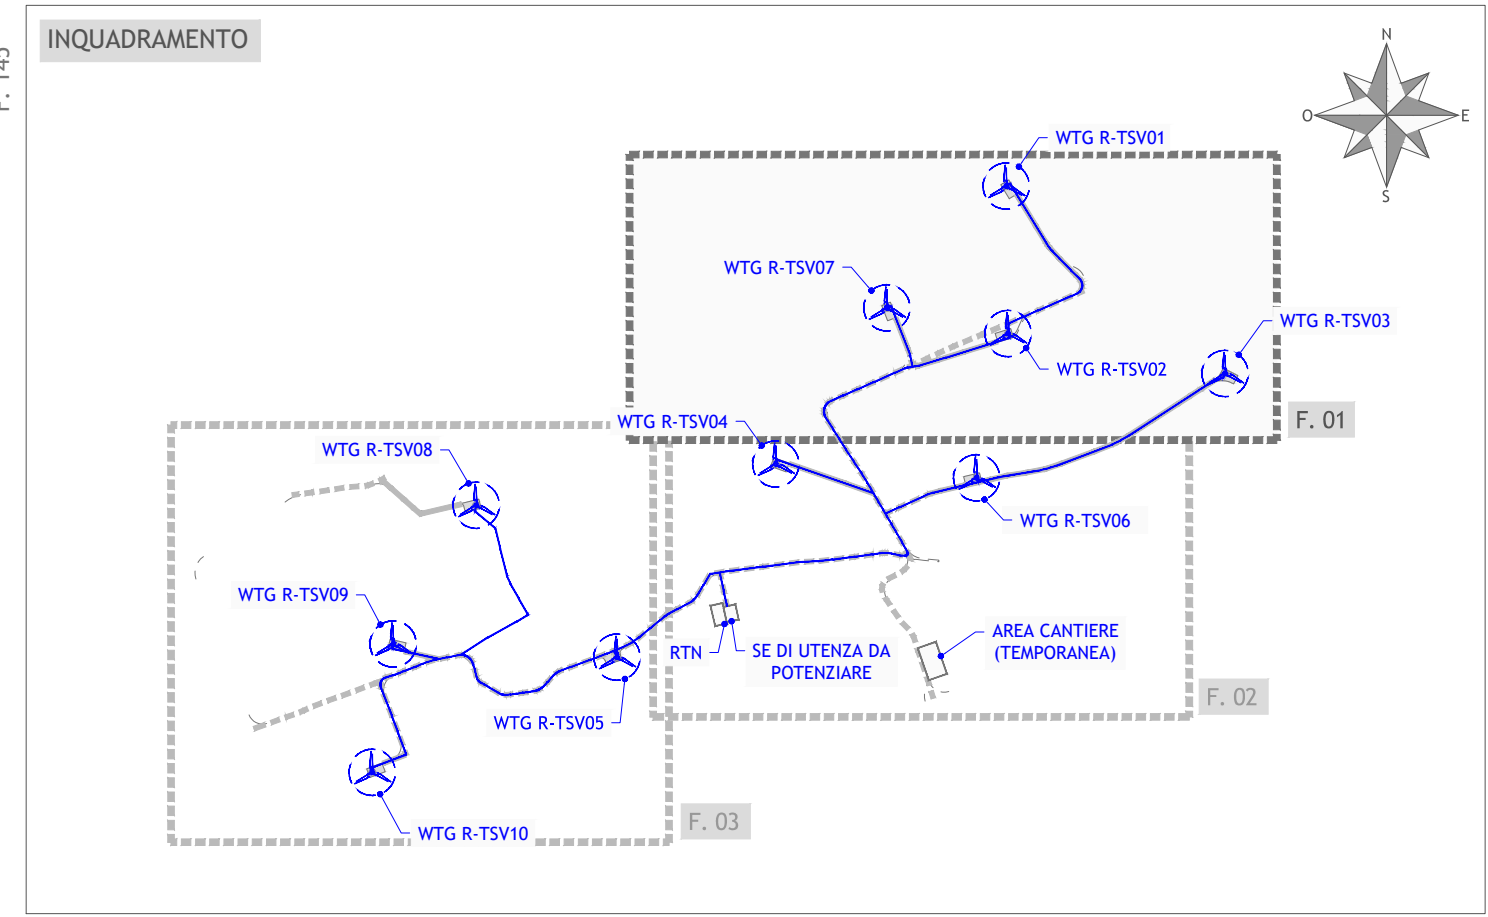 INQUADRAMENTO
F. 145
N
O
E
S
WTG R-TSV01
WTG R-TSV07
WTG R-TSV03
WTG R-TSV02
WTG R-TSV04
F. 01
WTG R-TSV08
WTG R-TSV06
WTG R-TSV09
AREA CANTIERE
(TEMPORANEA)
RTN
SE DI UTENZA DA
POTENZIARE
F. 02
WTG R-TSV05
F. 03
WTG R-TSV10